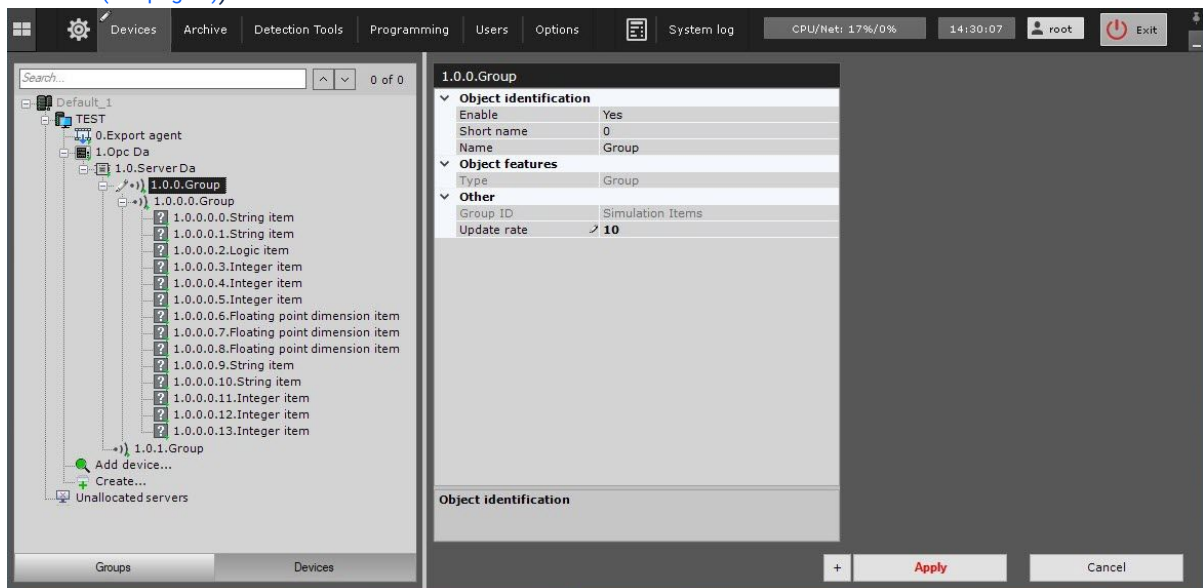 Devices Archive Detection Tools Programming Users Options System log CPU/Net: 17%/0% 14:30:07 root Exit
Search... 0 of 0
Default_1
TEST
0.Export agent
1.Opc Da
1.0.Server Da
1.0.0.Group
1.0.0.0.Group
1.0.0.0.0.String item
1.0.0.0.1.String item
1.0.0.0.2.Logic item
1.0.0.0.3.Integer item
1.0.0.0.4.Integer item
1.0.0.0.5.Integer item
1.0.0.0.6.Floating point dimension item
1.0.0.0.7.Floating point dimension item
1.0.0.0.8.Floating point dimension item
1.0.0.0.9.String item
1.0.0.0.10.String item
1.0.0.0.11.Integer item
1.0.0.0.12.Integer item
1.0.0.0.13.Integer item
1.0.1.Group
Add device...
Create...
Unallocated servers
Groups Devices
1.0.0.Group
Object identification
Enable Yes
Short name 0
Name Group
Object features
Type Group
Other
Group ID Simulation Items
Update rate 10
Object identification
+ Apply Cancel